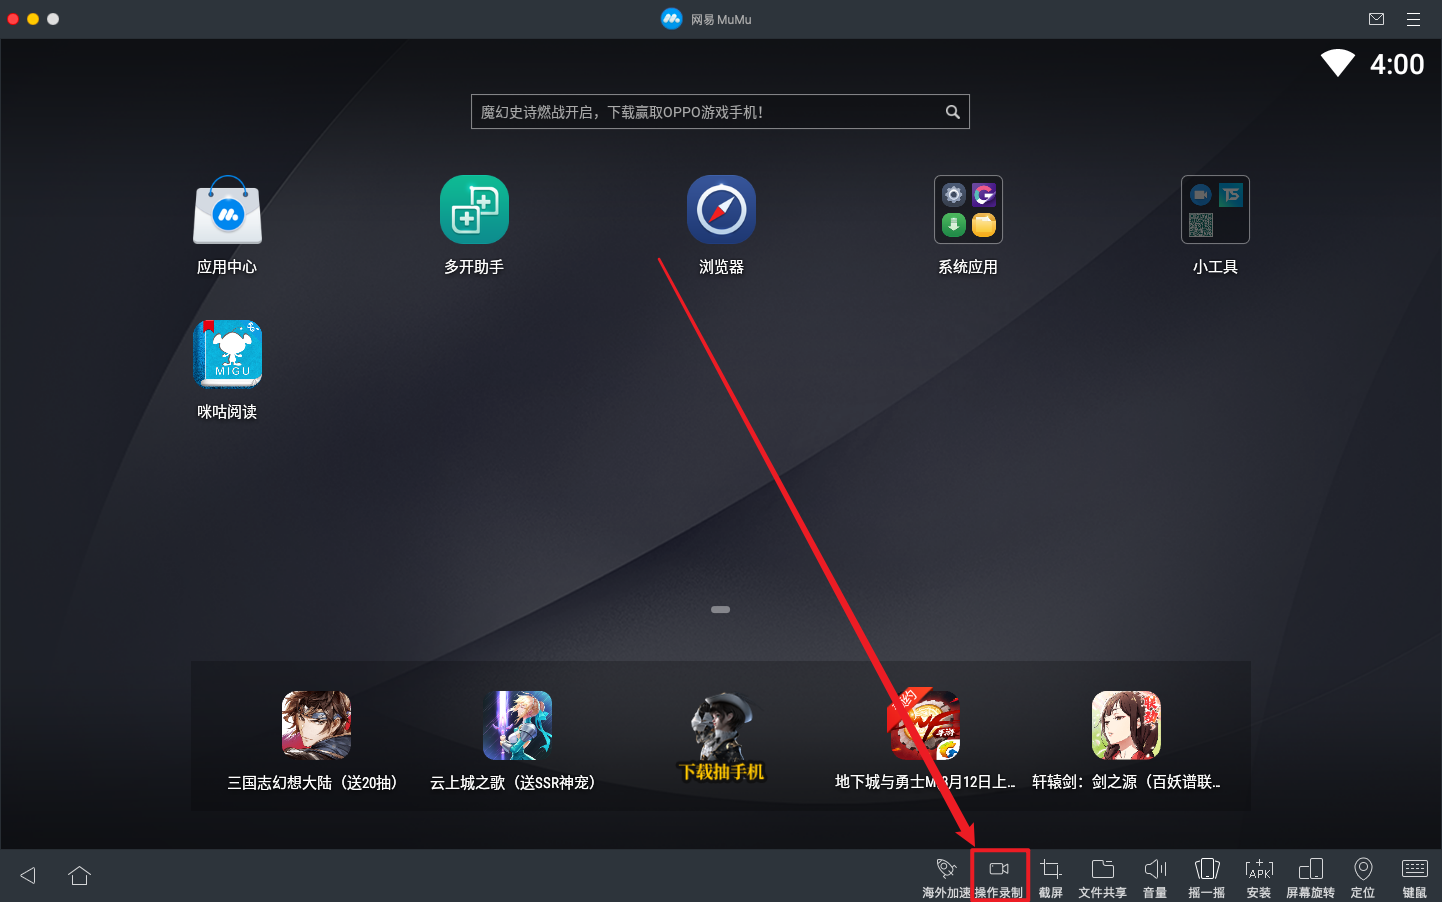 网易 MuMu
4:00
魔幻史诗燃战开启，下载赢取OPPO游戏手机！
应用中心
多开助手
浏览器
系统应用
小工具
MIGU
咪咕阅读
三国志幻想大陆（送20抽）
云上城之歌（送SSR神宠）
下载抽手机
地下城与勇士M 3月12日上...
轩辕剑：剑之源（百妖谱联...
海外加速
操作录制
截屏
文件共享
音量
摇一摇
APK
安装
屏幕旋转
定位
键鼠